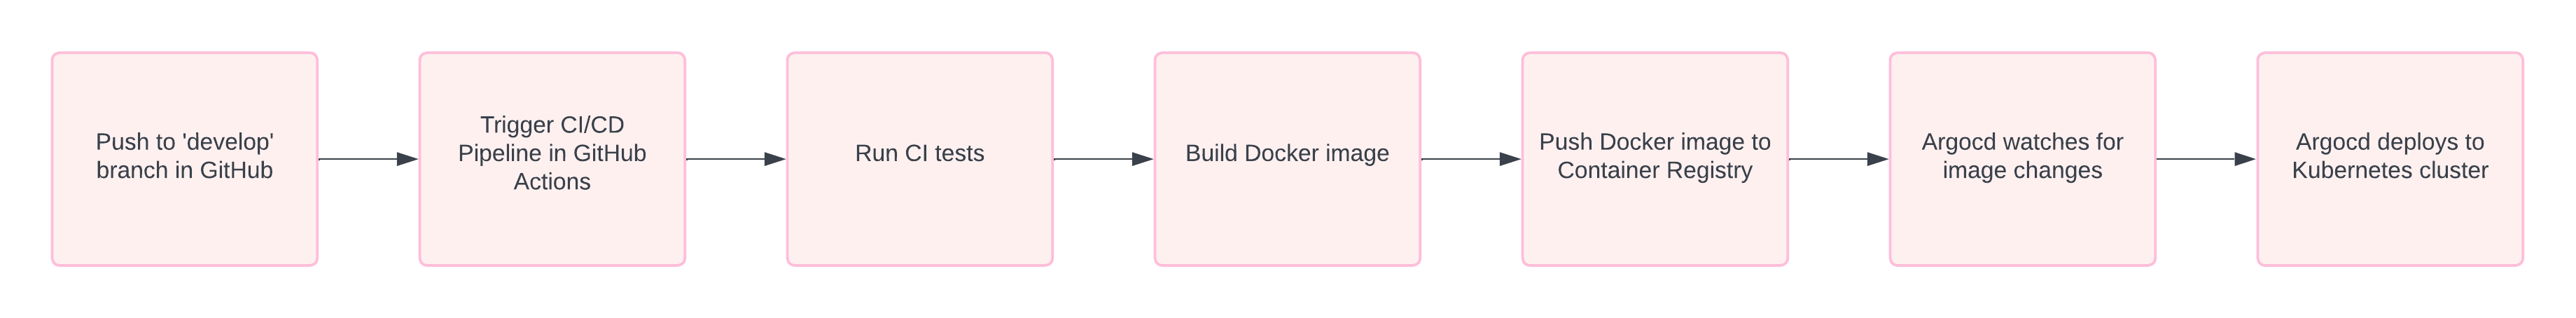 Push to 'develop'
branch in GitHub
Trigger CI/CD
Pipeline in GitHub
Actions
Run CI tests
Build Docker image
Push Docker image to
Container Registry
Argocd watches for
image changes
Argocd deploys to
Kubernetes cluster